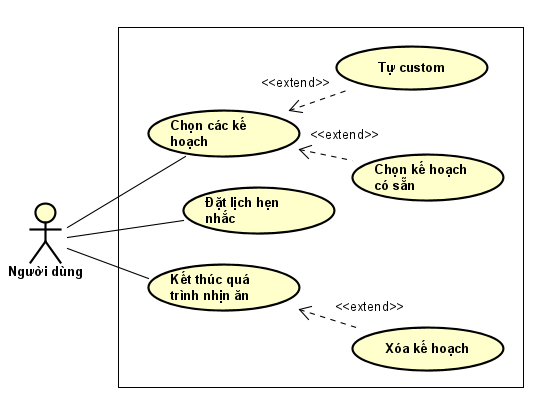 Tự custom
<<extend>>
Chọn các kế
hoạch
<<extend>>
Chọn kế hoạch
có sẵn
Đặt lịch hẹn
nhắc
Người dùng
Kết thúc quá
trình nhịn ăn
<<extend>>
Xóa kế hoạch